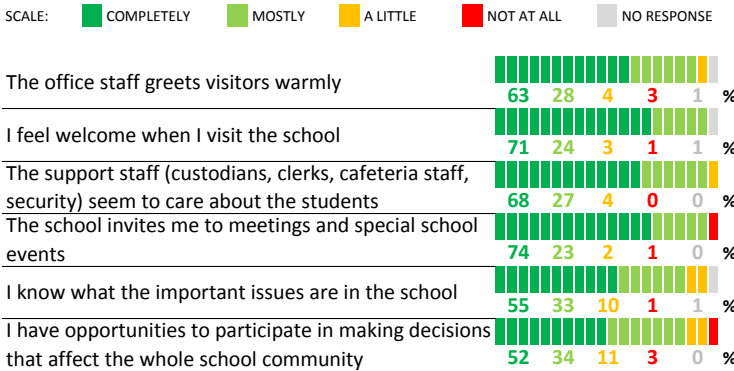 SCALE: COMPLETELY MOSTLY A LITTLE NOT AT ALL NO RESPONSE
The office staff greets visitors warmly
63 28 4 3 1 %
I feel welcome when I visit the school
71 24 3 1 1 %
The support staff (custodians, clerks, cafeteria staff,
security) seem to care about the students
68 27 4 0 0 %
The school invites me to meetings and special school
events
74 23 2 1 0 %
I know what the important issues are in the school
55 33 10 1 1 %
I have opportunities to participate in making decisions
that affect the whole school community
52 34 11 3 0 %